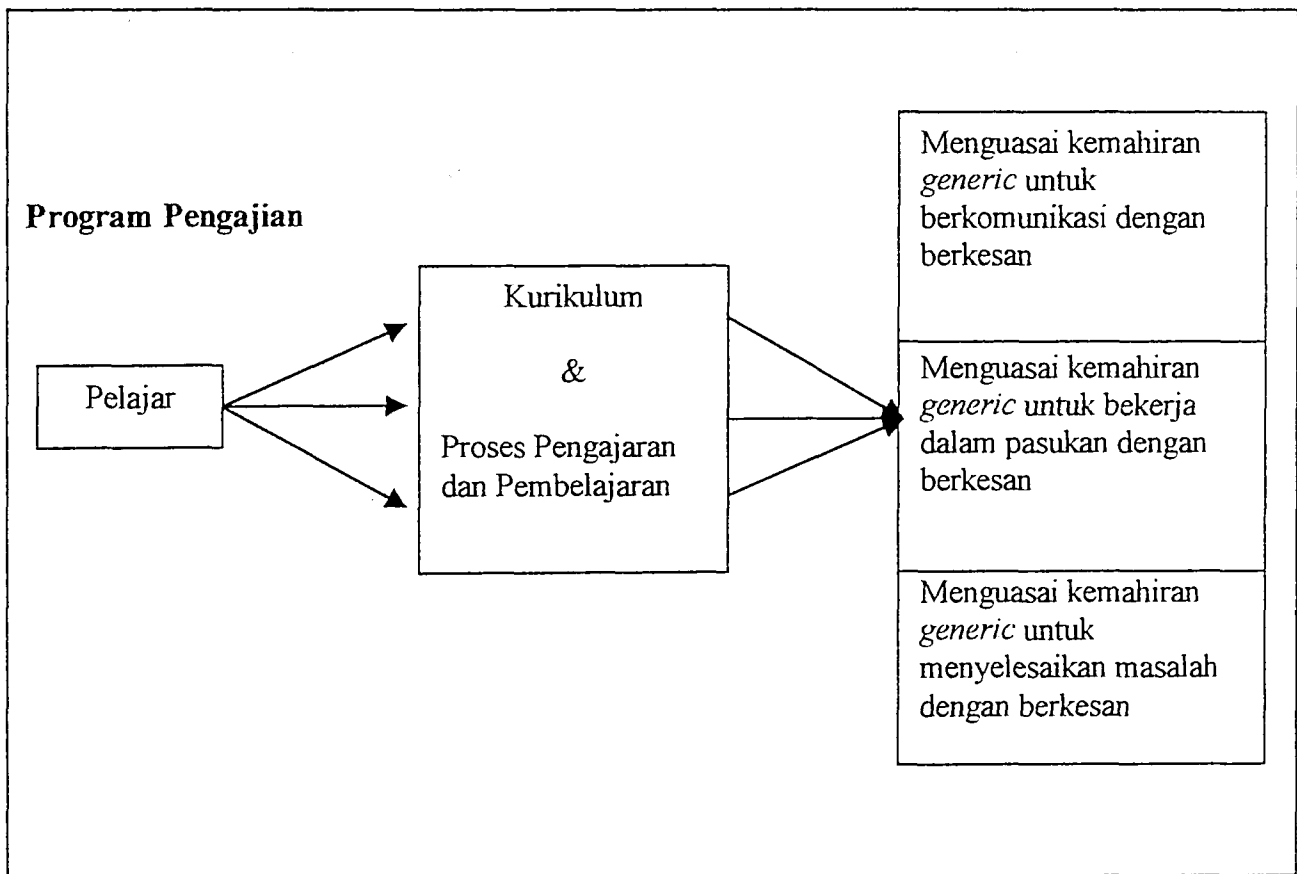 Program Pengajian
Pelajar
Kurikulum
&
Proses Pengajaran
dan Pembelajaran
Menguasai kemahiran
generic untuk
berkomunikasi dengan
berkesan
Menguasai kemahiran
generic untuk bekerja
dalam pasukan dengan
berkesan
Menguasai kemahiran
generic untuk
menyelesaikan masalah
dengan berkesan